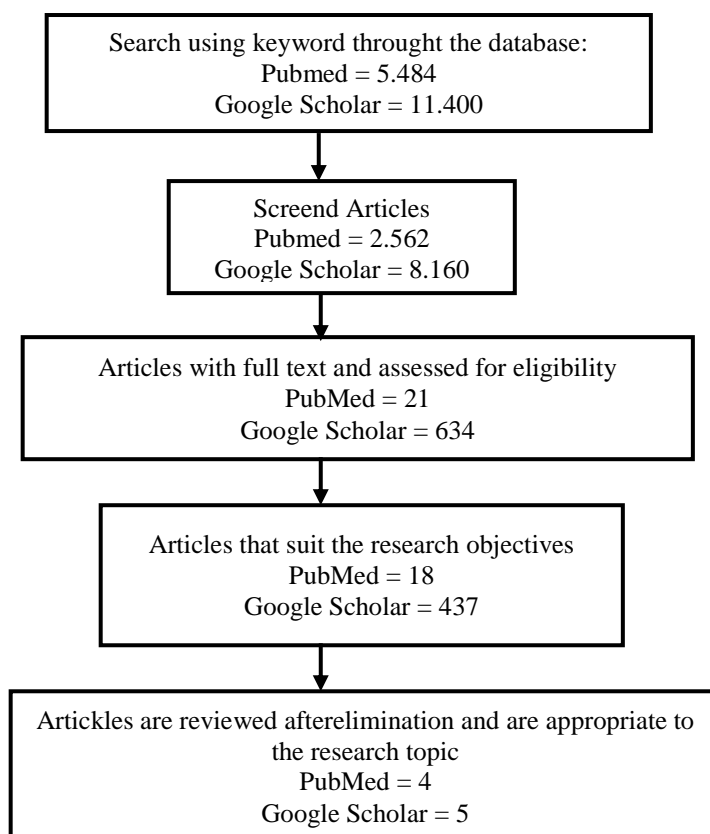 Search using keyword throught the database:
Pubmed = 5.484
Google Scholar = 11.400
Screend Articles
Pubmed = 2.562
Google Scholar = 8.160
Articles with full text and assessed for eligibility
PubMed = 21
Google Scholar = 634
Articles that suit the research objectives
PubMed = 18
Google Scholar = 437
Artickles are reviewed afterelimination and are appropriate to
the research topic
PubMed = 4
Google Scholar = 5